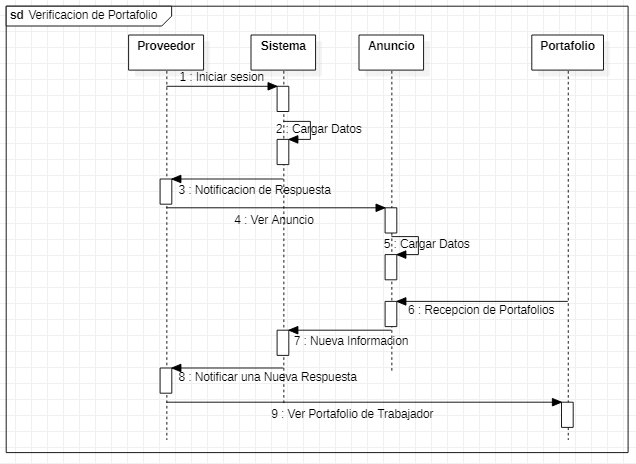 sd Verificacion de Portafolio
Proveedor
Sistema
Anuncio
Portafolio
1 : Iniciar sesion
2 : Cargar Datos
3 : Notificacion de Respuesta
4 : Ver Anuncio
5 : Cargar Datos
6 : Recepcion de Portafolios
7 : Nueva Informacion
8 : Notificar una Nueva Respuesta
9 : Ver Portafolio de Trabajador